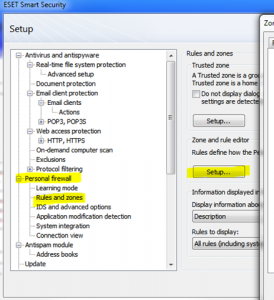 ESET Smart Security
Setup
Antivirus and antispyware
Real-time file system protection
Advanced setup
Document protection
Email client protection
Email clients
Actions
POP3, POP3S
Web access protection
HTTP, HTTPS
On-demand computer scan
Exclusions
Protocol filtering
Personal firewall
Learning mode
Rules and zones
IDS and advanced options
Application modification detection
System integration
Connection view
Antispam module
Address books
Update
Rules and zones
Trusted zone
A Trusted zone is a grou
Trusted zone is a home
Do not display dialog
settings are detected
Setup...
Zone and rule editor
Rules define how the Pe
Setup...
Information displayed in
Display information abou
Description
Rules to display:
All rules (including syste